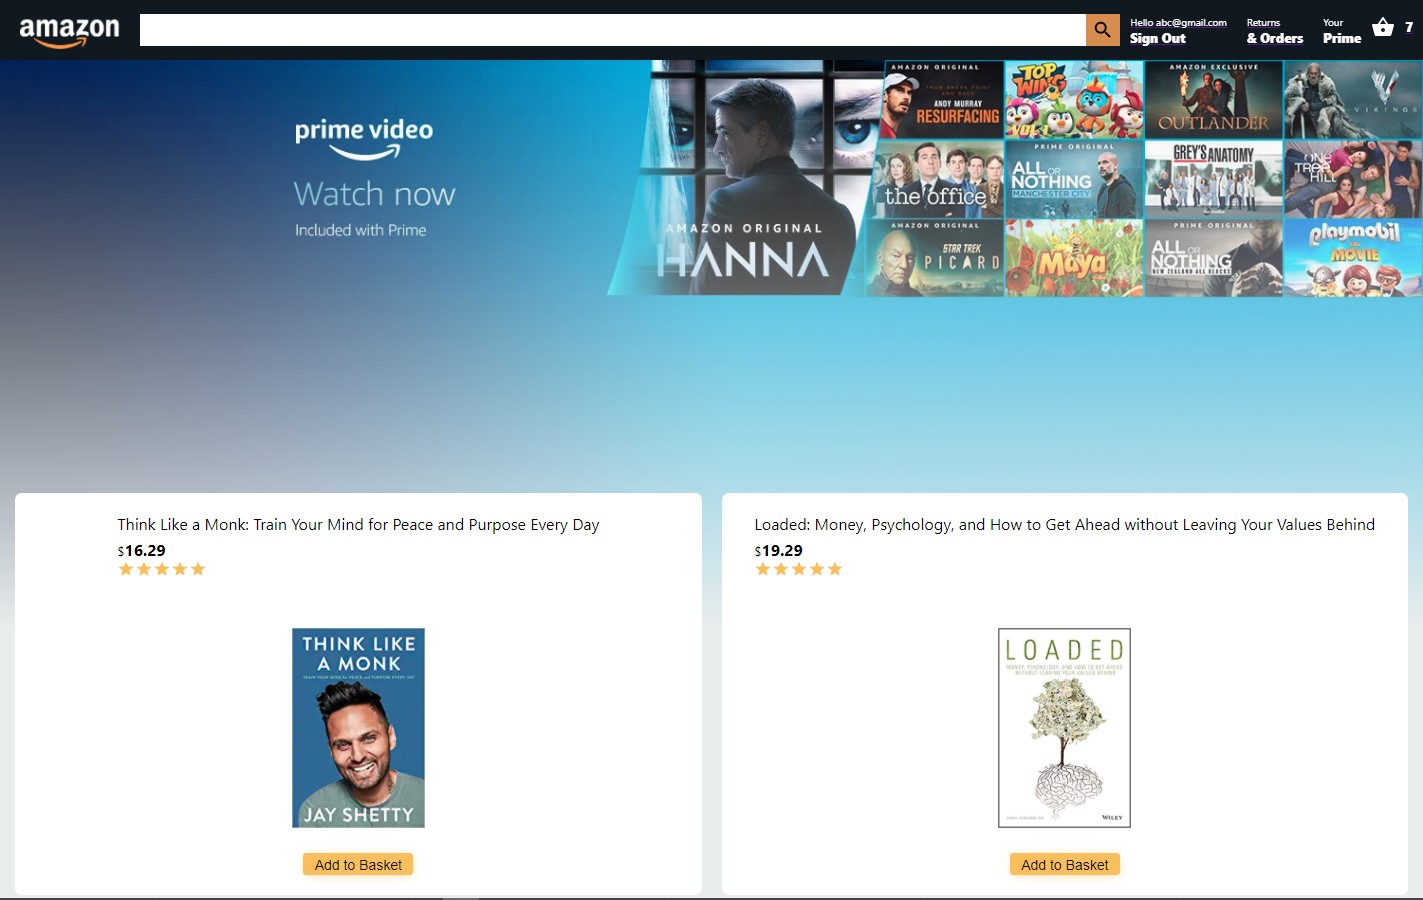 amazon
Hello abc@gmail.com
Sign Out
Returns
& Orders
Your
Prime
7
prime video
Watch now
Included with Prime
AMAZON ORIGINAL
HANNA
AMAZON ORIGINAL
FROM BREAK POINT
AND BACK
ANDY MURRAY
RESURFACING
TOP
WING
VOL 1
AMAZON EXCLUSIVE
OUTLANDER
VIKINGS
the office
PRIME ORIGINAL
ALL OR
NOTHING
MANCHESTER CITY
GREY'S ANATOMY
ONE
TREE
HILL
AMAZON ORIGINAL
STAR TREK
PICARD
Maya
PRIME ORIGINAL
ALL OR
NOTHING
NEW ZEALAND ALL BLACKS
playmobil
THE
MOVIE
Think Like a Monk: Train Your Mind for Peace and Purpose Every Day
$16.29
THINK LIKE
A MONK
TRAIN YOUR MIND for PEACE and PURPOSE EVERY DAY
JAY SHETTY
Add to Basket
Loaded: Money, Psychology, and How to Get Ahead without Leaving Your Values Behind
$19.29
LOADED
MONEY, PSYCHOLOGY, AND HOW TO GET AHEAD
WITHOUT LEAVING YOUR VALUES BEHIND
WILEY
Add to Basket